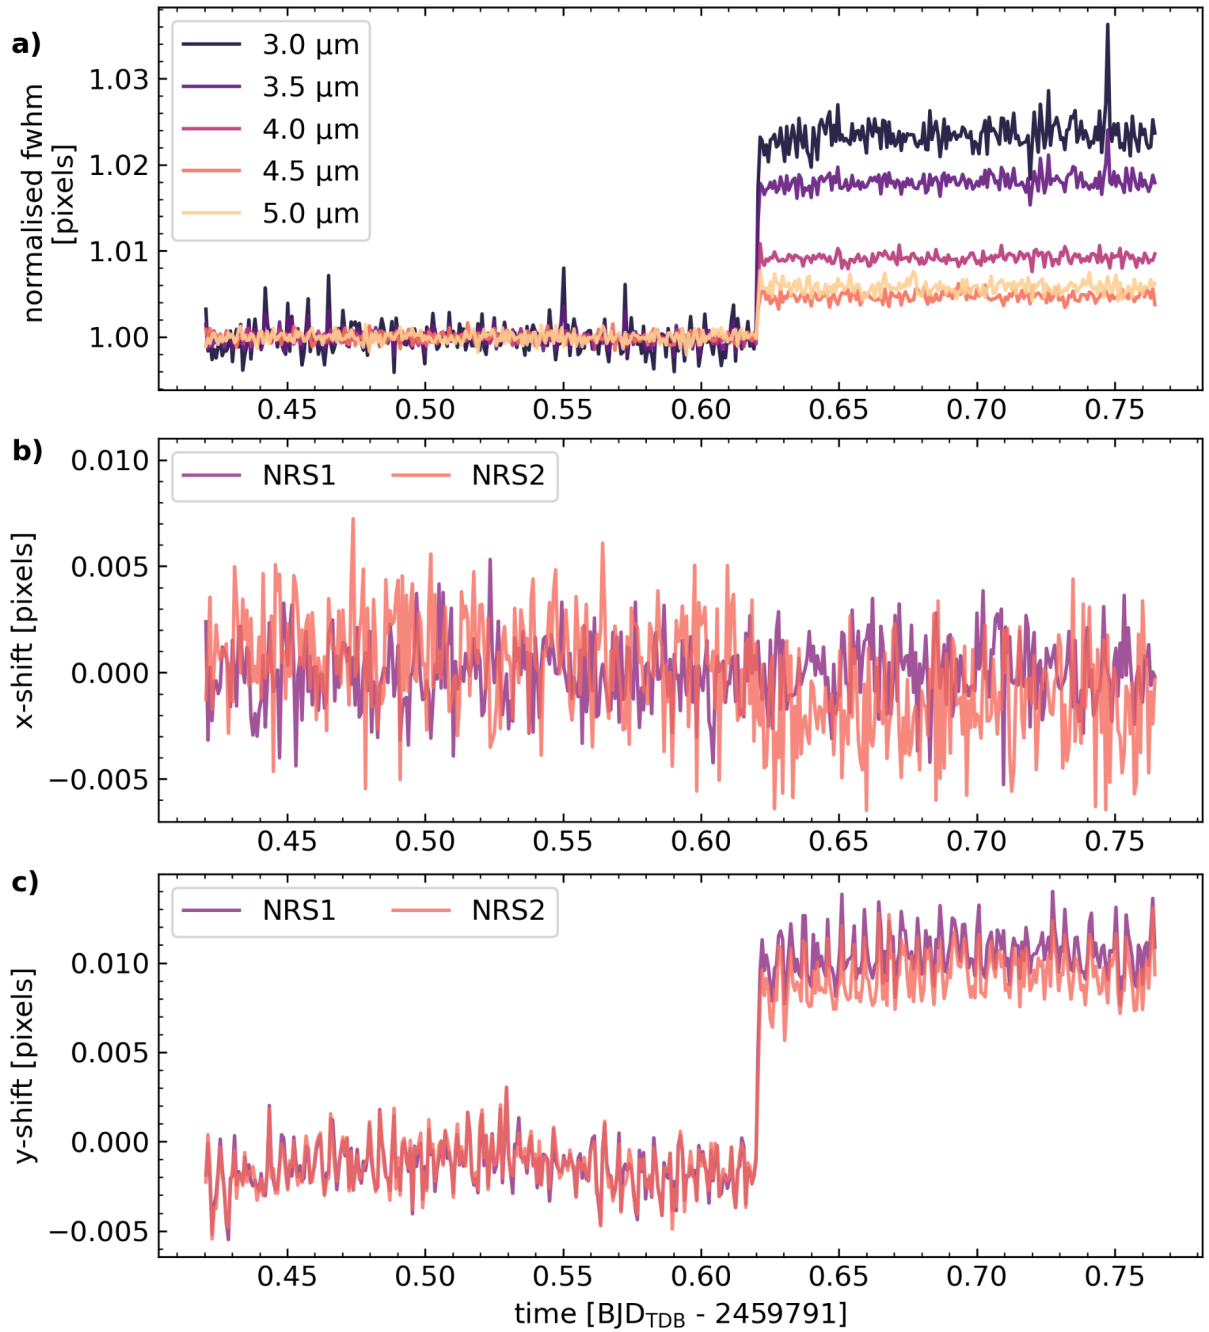 a)
normalised fwhm
[pixels]
3.0 µm
3.5 µm
4.0 µm
4.5 µm
5.0 µm
1.03
1.02
1.01
1.00
0.45 0.50 0.55 0.60 0.65 0.70 0.75
b)
x-shift [pixels]
NRS1 NRS2
0.010
0.005
0.000
−0.005
0.45 0.50 0.55 0.60 0.65 0.70 0.75
c)
y-shift [pixels]
NRS1 NRS2
0.010
0.005
0.000
−0.005
0.45 0.50 0.55 0.60 0.65 0.70 0.75
time [BJD_TDB - 2459791]